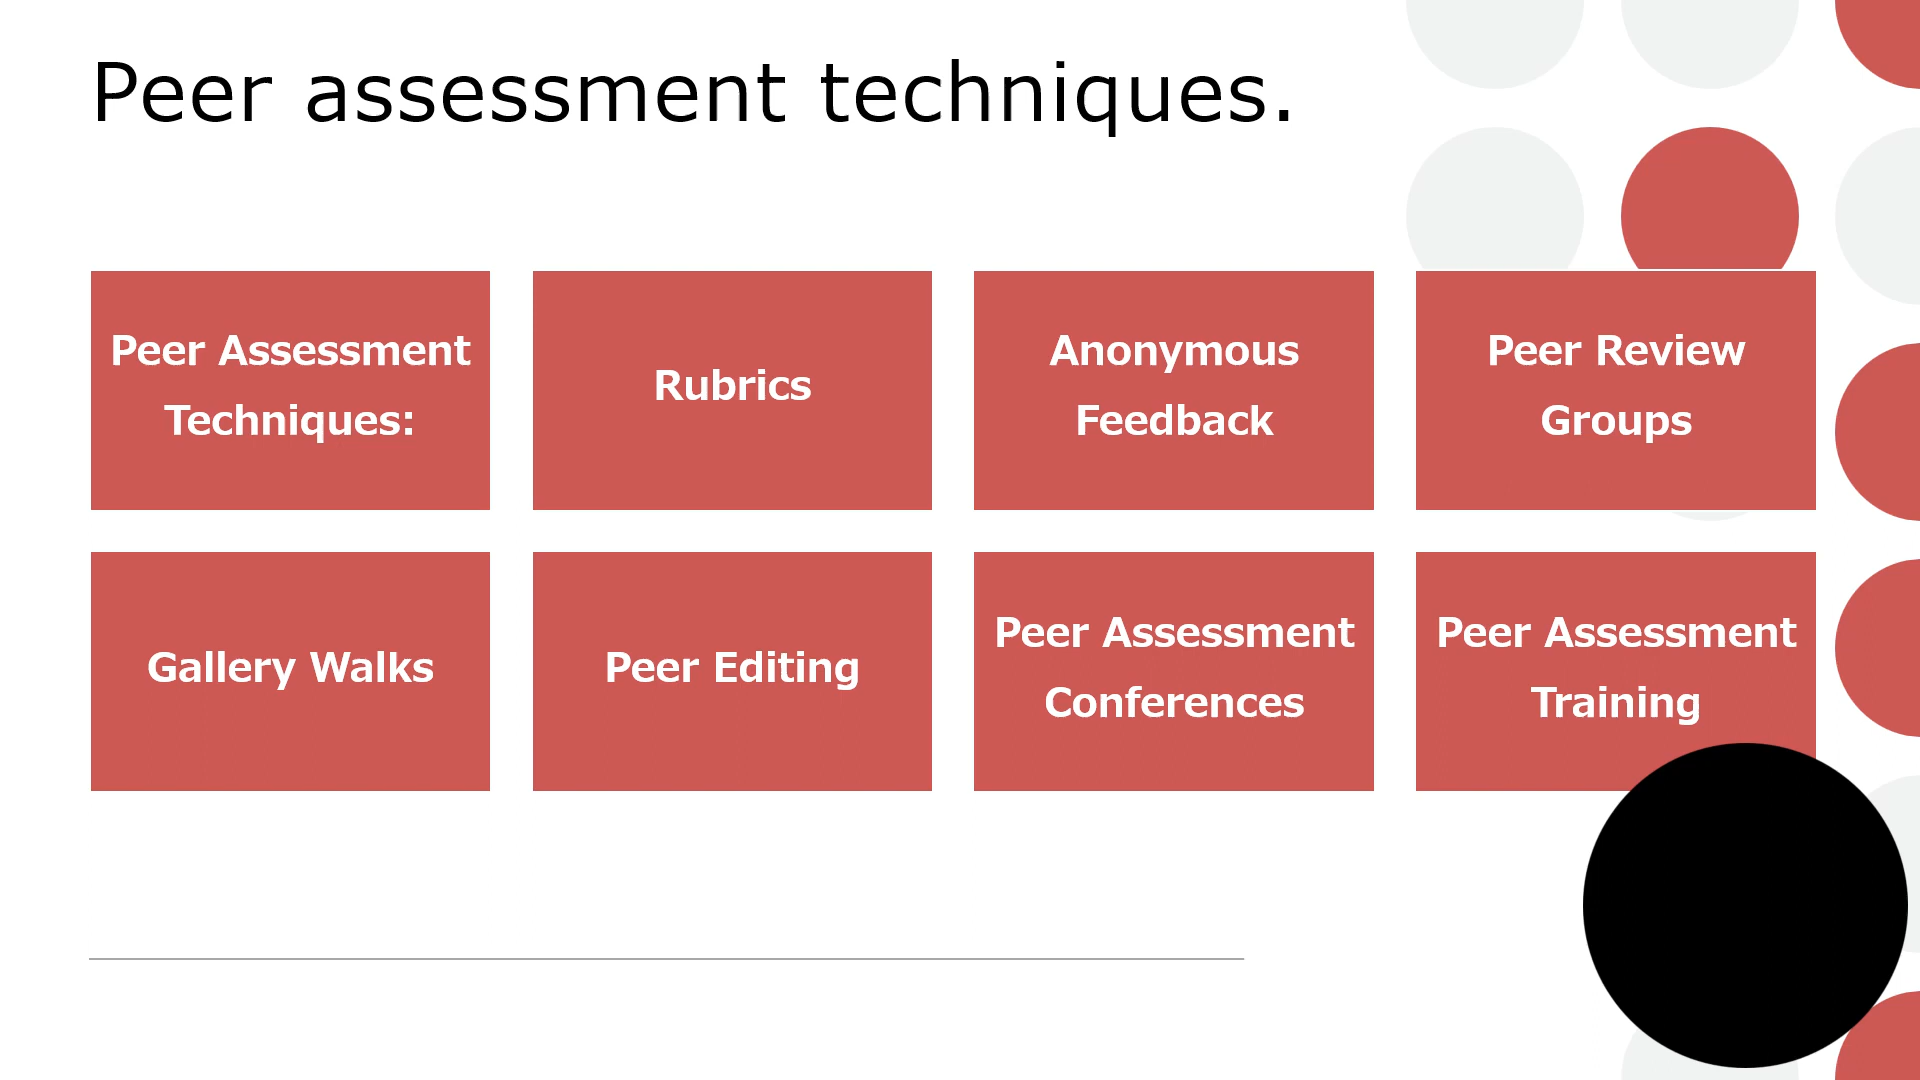 Peer assessment techniques.
Peer Assessment
Techniques:
Rubrics
Anonymous
Feedback
Peer Review
Groups
Gallery Walks
Peer Editing
Peer Assessment
Conferences
Peer Assessment
Training